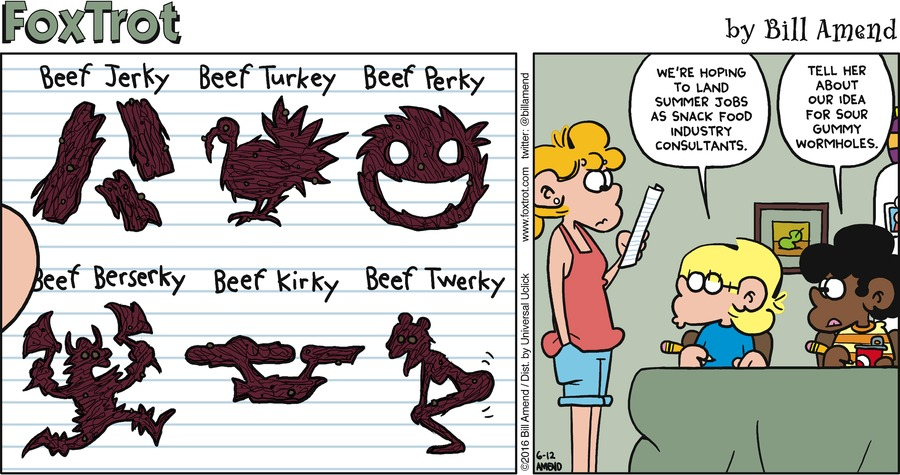 FoxTrot
by Bill Amend
Beef Jerky
Beef Turkey
Beef Perky
Beef Berserky
Beef Kirky
Beef Twerky
©2016 Bill Amend / Dist. by Universal Uclick www.foxtrot.com twitter: @billamend
WE'RE HOPING
TO LAND
SUMMER JOBS
AS SNACK FOOD
INDUSTRY
CONSULTANTS.
TELL HER
ABOUT
OUR IDEA
FOR SOUR
GUMMY
WORMHOLES.
6-12
AMEND